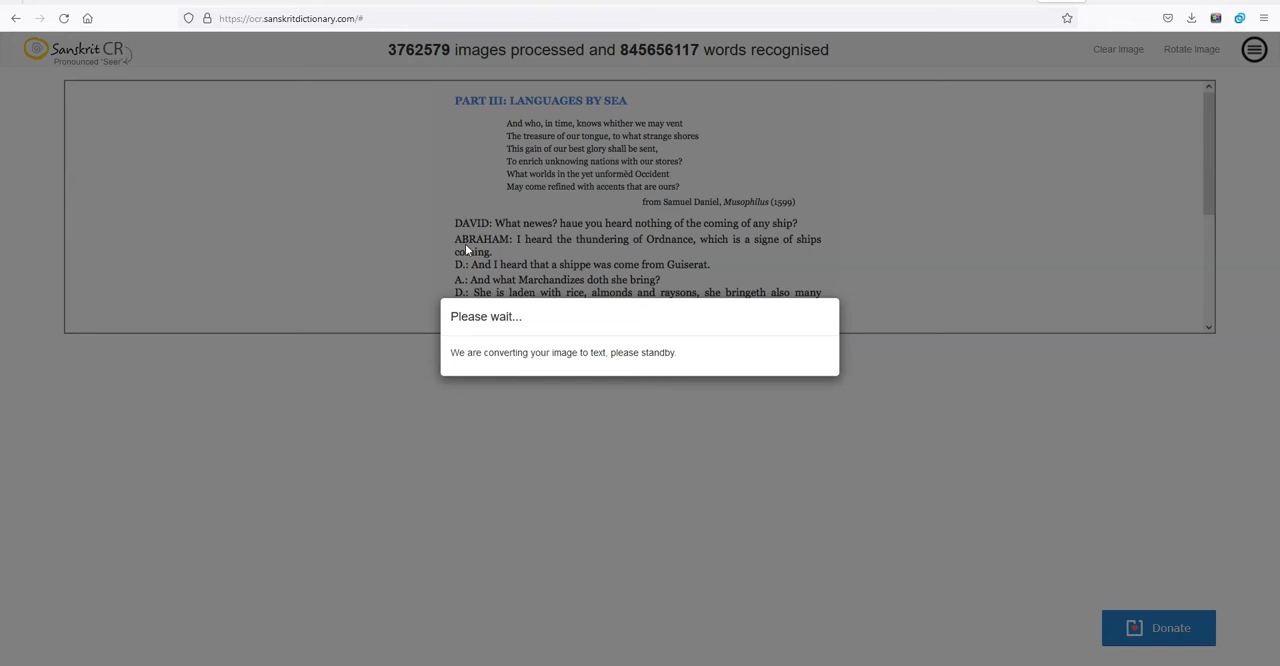 https://ocr.sanskritdictionary.com/#
Sanskrit CR
Pronounced 'Seer'
3762579 images processed and 845656117 words recognised
Clear Image
Rotate Image
PART III: LANGUAGES BY SEA
And who, in time, knows whither we may vent
The treasure of our tongue, to what strange shores
This gain of our best glory shall be sent,
To enrich unknowing nations with our stores?
What worlds in the yet unformèd Occident
May come refined with accents that are ours?
from Samuel Daniel, Musophilus (1599)
DAVID: What newes? haue you heard nothing of the coming of any ship?
ABRAHAM: I heard the thundering of Ordnance, which is a signe of ships
coming.
D.: And I heard that a shippe was come from Guiserat.
A.: And what Marchandizes doth she bring?
D.: She is laden with rice, almonds and raysons, she bringeth also many
Please wait...
We are converting your image to text, please standby.
Donate